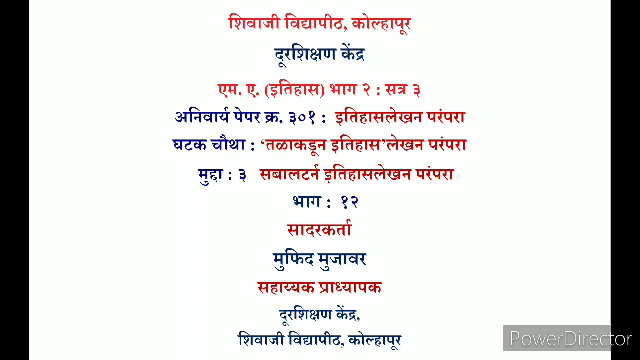 शिवाजी विद्यापीठ, कोल्हापूर
दूरशिक्षण केंद्र
एम. ए. (इतिहास) भाग २ : सत्र ३
अनिवार्य पेपर क्र. ३०१ : इतिहासलेखन परंपरा
घटक चौथा : ‘तळाकडून इतिहास’लेखन परंपरा
मुद्दा : ३ सबालटर्न इतिहासलेखन परंपरा
भाग : १२
सादरकर्ता
मुफिद मुजावर
सहाय्यक प्राध्यापक
दूरशिक्षण केंद्र,
शिवाजी विद्यापीठ, कोल्हापूर
PowerDirector